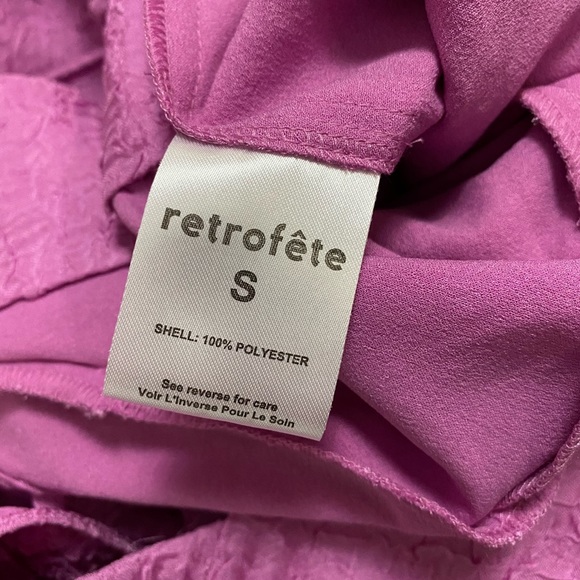 retrofête
S
SHELL: 100% POLYESTER
See reverse for care
Voir L'Inverse Pour Le Soin